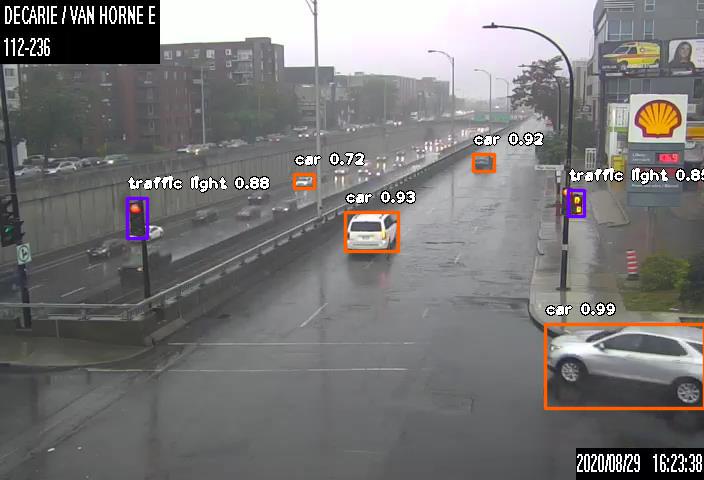 DECARIE / VAN HORNE E
112-236
car 0.92
car 0.72
traffic light 0.88
traffic light 0.85
car 0.93
car 0.99
2020/08/29 16:23:38